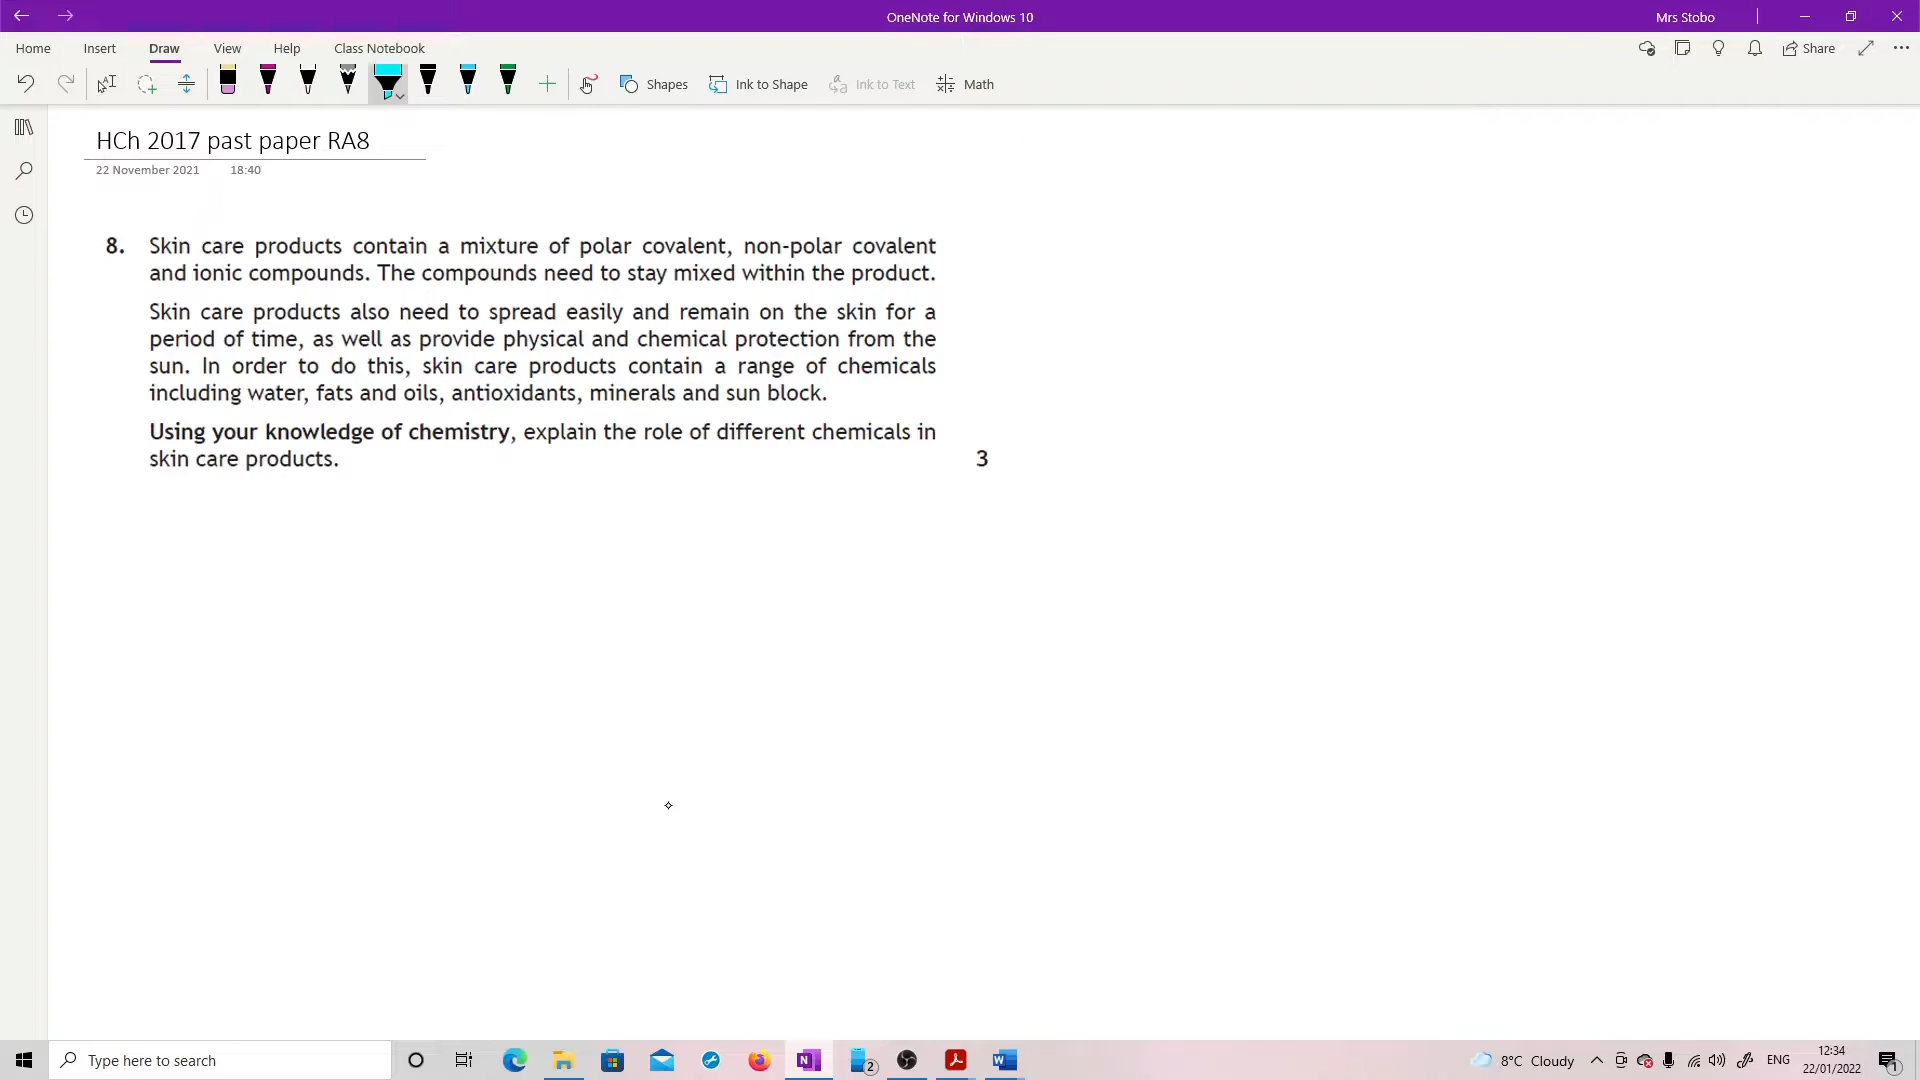 OneNote for Windows 10
Mrs Stobo
Home Insert Draw View Help Class Notebook
Share
Shapes Ink to Shape Ink to Text Math
HCh 2017 past paper RA8
22 November 2021 18:40
8. Skin care products contain a mixture of polar covalent, non-polar covalent
and ionic compounds. The compounds need to stay mixed within the product.
Skin care products also need to spread easily and remain on the skin for a
period of time, as well as provide physical and chemical protection from the
sun. In order to do this, skin care products contain a range of chemicals
including water, fats and oils, antioxidants, minerals and sun block.
Using your knowledge of chemistry, explain the role of different chemicals in
skin care products. 3
Type here to search
8°C Cloudy
ENG
12:34
22/01/2022